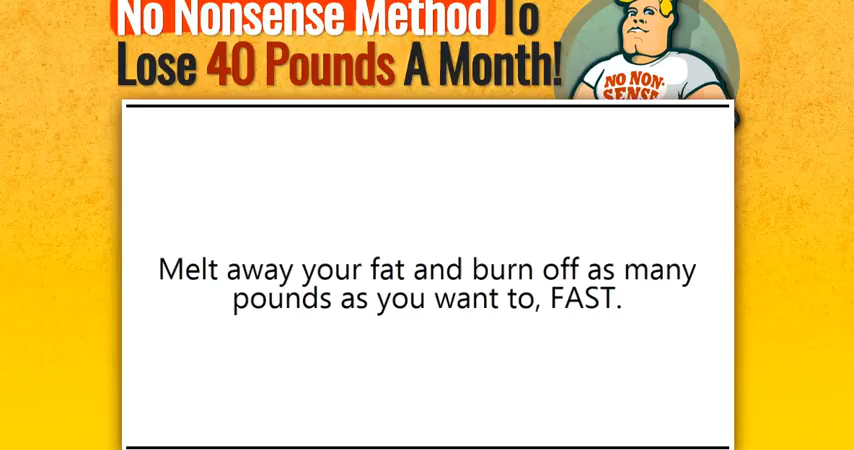 No Nonsense Method To
Lose 40 Pounds A Month!
NO NON-
SENSE
Melt away your fat and burn off as many
pounds as you want to, FAST.